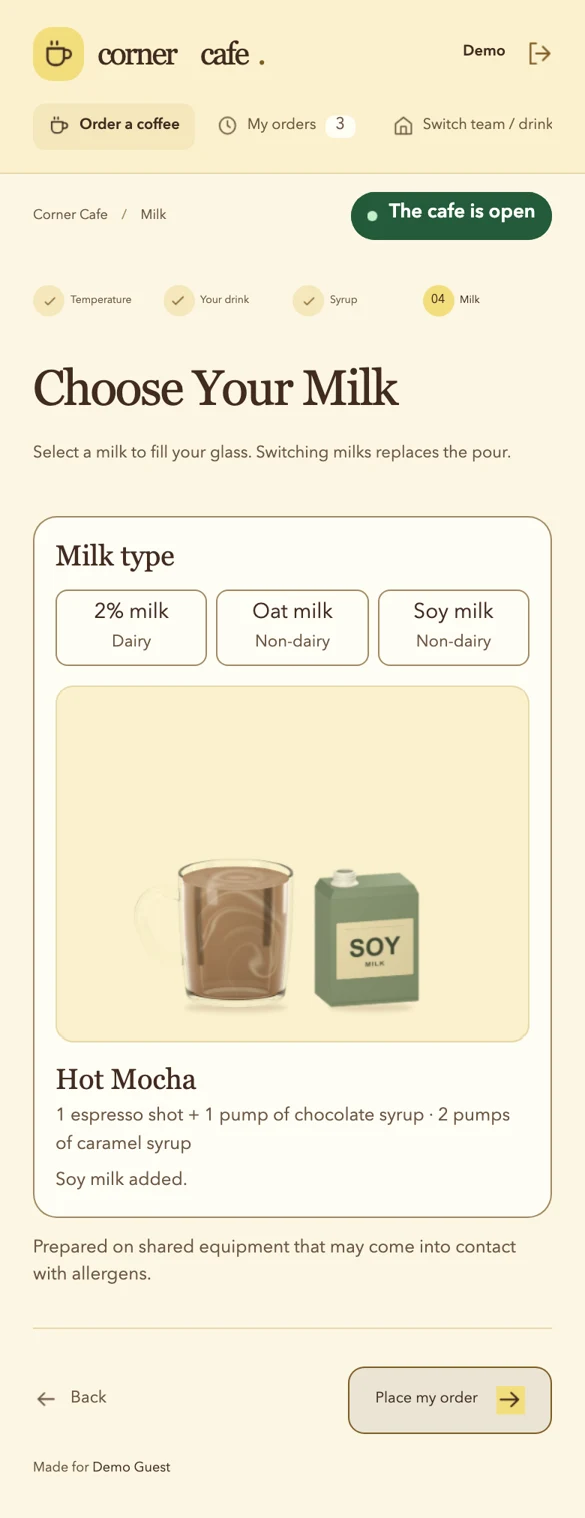 corner cafe .
Demo
Order a coffee
My orders 3
Switch team / drink
Corner Cafe / Milk
The cafe is open
Temperature
Your drink
Syrup
04 Milk
Choose Your Milk
Select a milk to fill your glass. Switching milks replaces the pour.
Milk type
2% milk
Dairy
Oat milk
Non-dairy
Soy milk
Non-dairy
SOY
MILK
Hot Mocha
1 espresso shot + 1 pump of chocolate syrup · 2 pumps
of caramel syrup
Soy milk added.
Prepared on shared equipment that may come into contact
with allergens.
Back
Place my order
Made for Demo Guest